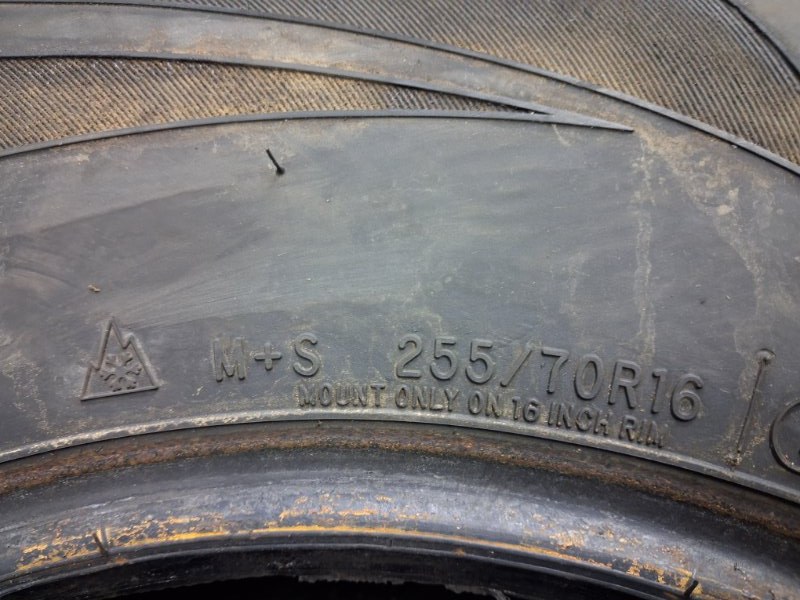 M+S 255/70R16
MOUNT ONLY ON 16 INCH RIM